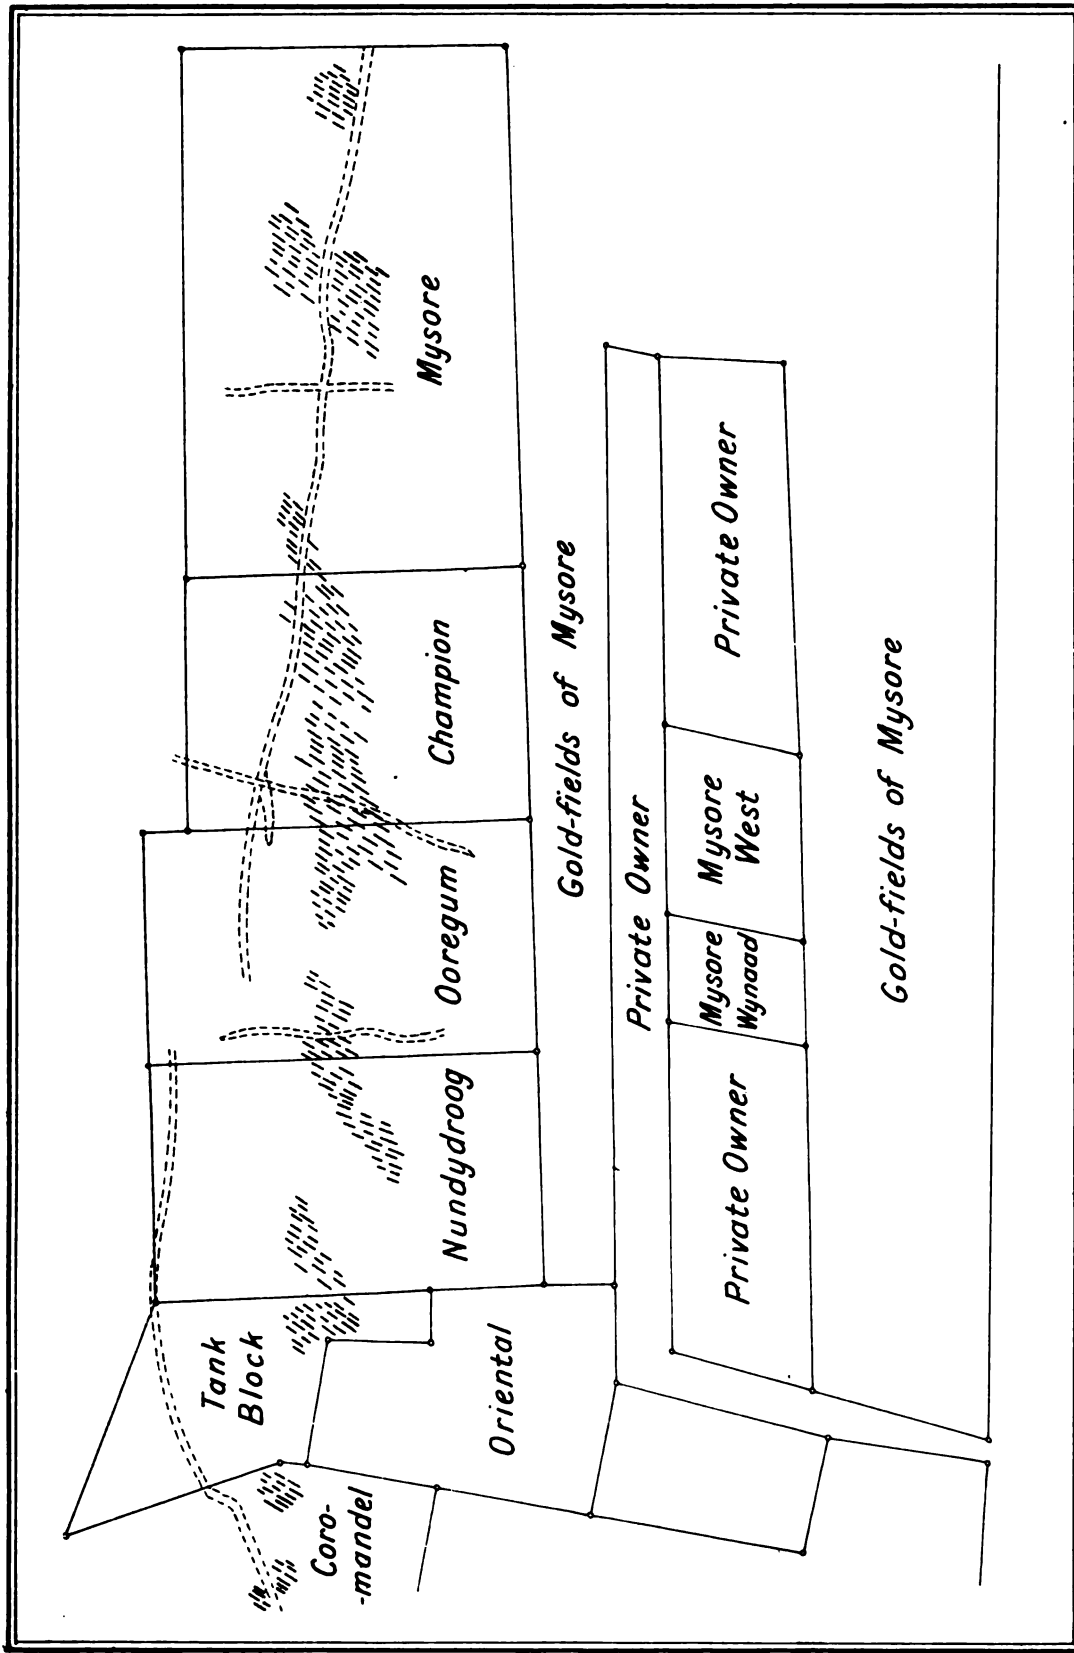 Coro-
-mandel
Tank
Block
Oriental
Nundydroog
Ooregum
Champion
Mysore
Gold-fields of Mysore
Private Owner
Private Owner
Mysore
Wynaad
Mysore
West
Private Owner
Gold-fields of Mysore